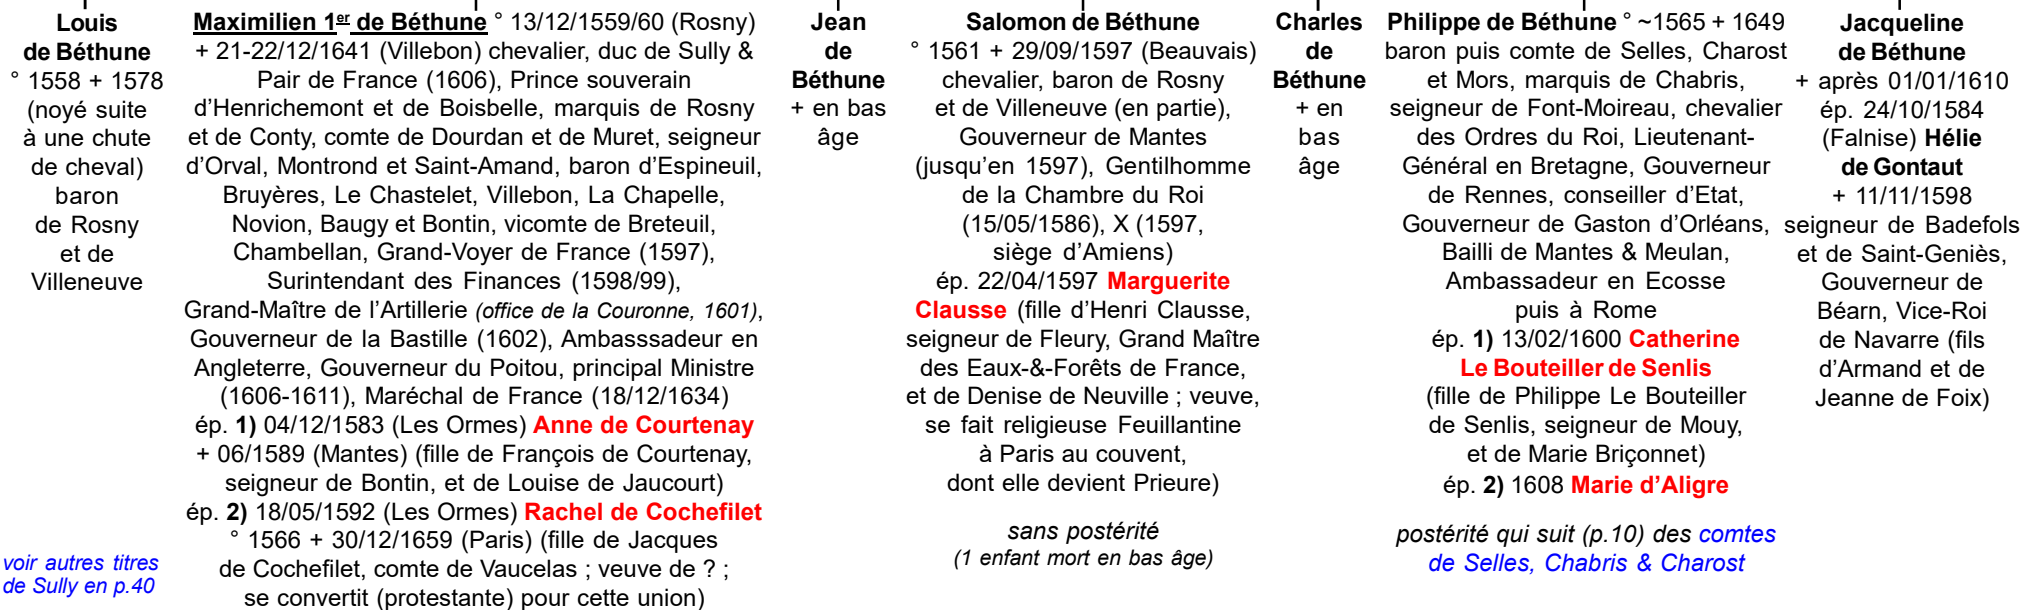 Louis
de Béthune
° 1558 + 1578
(noyé suite
à une chute
de cheval)
baron
de Rosny
et de
Villeneuve
voir autres titres
de Sully en p.40
Maximilien 1er de Béthune ° 13/12/1559/60 (Rosny)
+ 21-22/12/1641 (Villebon) chevalier, duc de Sully &
Pair de France (1606), Prince souverain
d’Henrichemont et de Boisbelle, marquis de Rosny
et de Conty, comte de Dourdan et de Muret, seigneur
d’Orval, Montrond et Saint-Amand, baron d’Espineuil,
Bruyères, Le Chastelet, Villebon, La Chapelle,
Novion, Baugy et Bontin, vicomte de Breteuil,
Chambellan, Grand-Voyer de France (1597),
Surintendant des Finances (1598/99),
Grand-Maître de l’Artillerie (office de la Couronne, 1601),
Gouverneur de la Bastille (1602), Ambasssadeur en
Angleterre, Gouverneur du Poitou, principal Ministre
(1606-1611), Maréchal de France (18/12/1634)
ép. 1) 04/12/1583 (Les Ormes) Anne de Courtenay
+ 06/1589 (Mantes) (fille de François de Courtenay,
seigneur de Bontin, et de Louise de Jaucourt)
ép. 2) 18/05/1592 (Les Ormes) Rachel de Cochefilet
° 1566 + 30/12/1659 (Paris) (fille de Jacques
de Cochefilet, comte de Vaucelas ; veuve de ? ;
se convertit (protestante) pour cette union)
Jean
de
Béthune
+ en bas
âge
Salomon de Béthune
° 1561 + 29/09/1597 (Beauvais)
chevalier, baron de Rosny
et de Villeneuve (en partie),
Gouverneur de Mantes
(jusqu’en 1597), Gentilhomme
de la Chambre du Roi
(15/05/1586), X (1597,
siège d’Amiens)
ép. 22/04/1597 Marguerite
Clausse (fille d’Henri Clausse,
seigneur de Fleury, Grand Maître
des Eaux-&-Forêts de France,
et de Denise de Neuville ; veuve,
se fait religieuse Feuillantine
à Paris au couvent,
dont elle devient Prieure)
sans postérité
(1 enfant mort en bas âge)
Charles
de
Béthune
+ en
bas
âge
Philippe de Béthune ° ~1565 + 1649
baron puis comte de Selles, Charost
et Mors, marquis de Chabris,
seigneur de Font-Moireau, chevalier
des Ordres du Roi, Lieutenant-
Général en Bretagne, Gouverneur
de Rennes, conseiller d’Etat,
Gouverneur de Gaston d’Orléans,
Bailli de Mantes & Meulan,
Ambassadeur en Ecosse
puis à Rome
ép. 1) 13/02/1600 Catherine
Le Bouteiller de Senlis
(fille de Philippe Le Bouteiller
de Senlis, seigneur de Mouy,
et de Marie Briçonnet)
ép. 2) 1608 Marie d’Aligre
postérité qui suit (p.10) des comtes
de Selles, Chabris & Charost
Jacqueline
de Béthune
+ après 01/01/1610
ép. 24/10/1584
(Falnise) Hélie
de Gontaut
+ 11/11/1598
seigneur de Badefols
et de Saint-Geniès,
Gouverneur de
Béarn, Vice-Roi
de Navarre (fils
d’Armand et de
Jeanne de Foix)